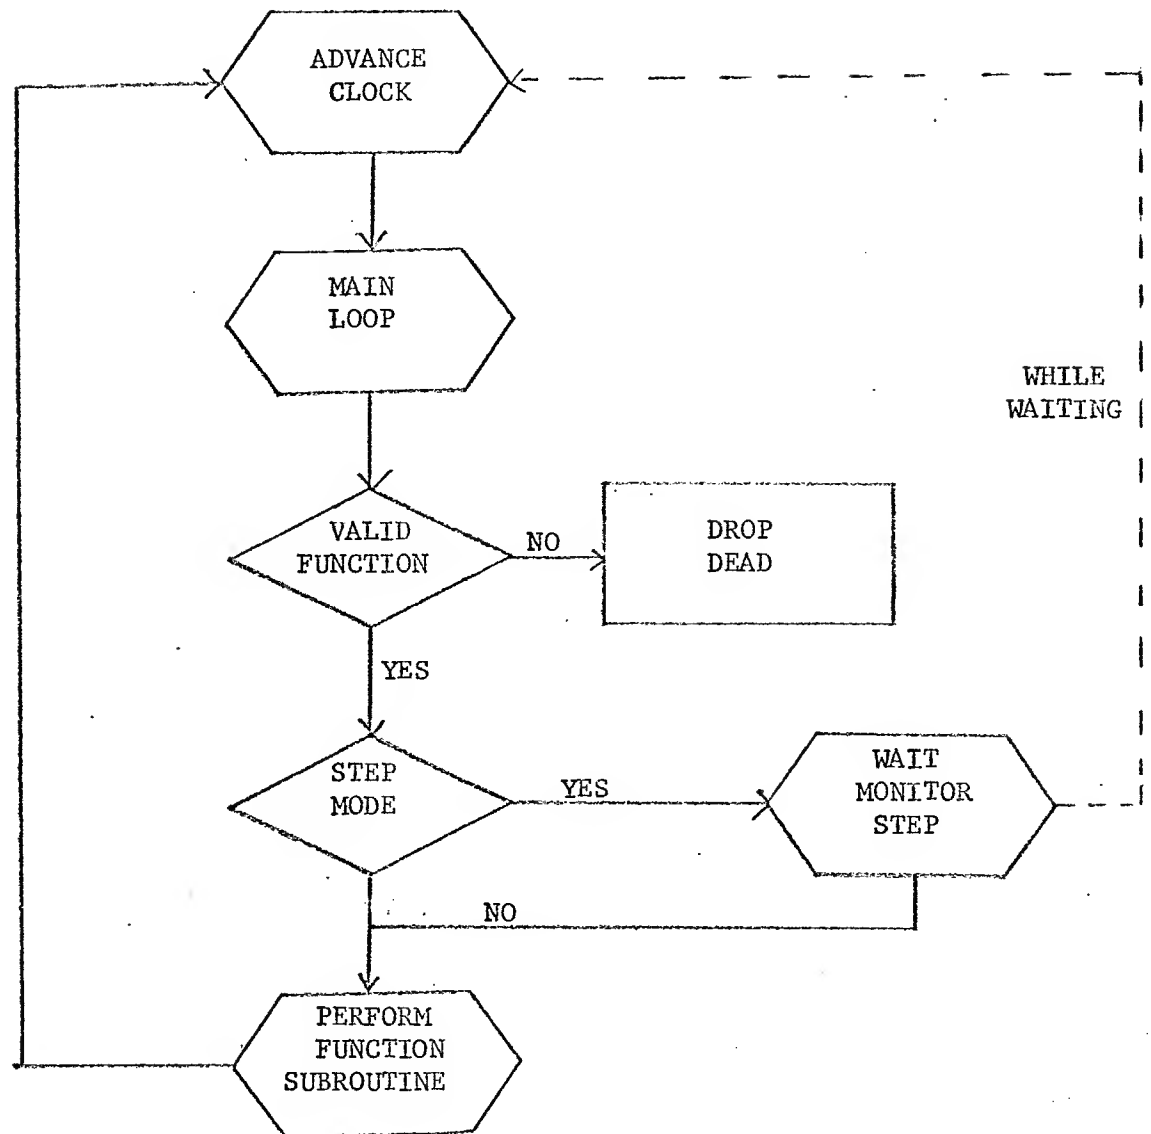 ADVANCE
CLOCK
MAIN
LOOP
WHILE
WAITING
VALID
FUNCTION
NO
DROP
DEAD
YES
STEP
MODE
YES
WAIT
MONITOR
STEP
NO
PERFORM
FUNCTION
SUBROUTINE